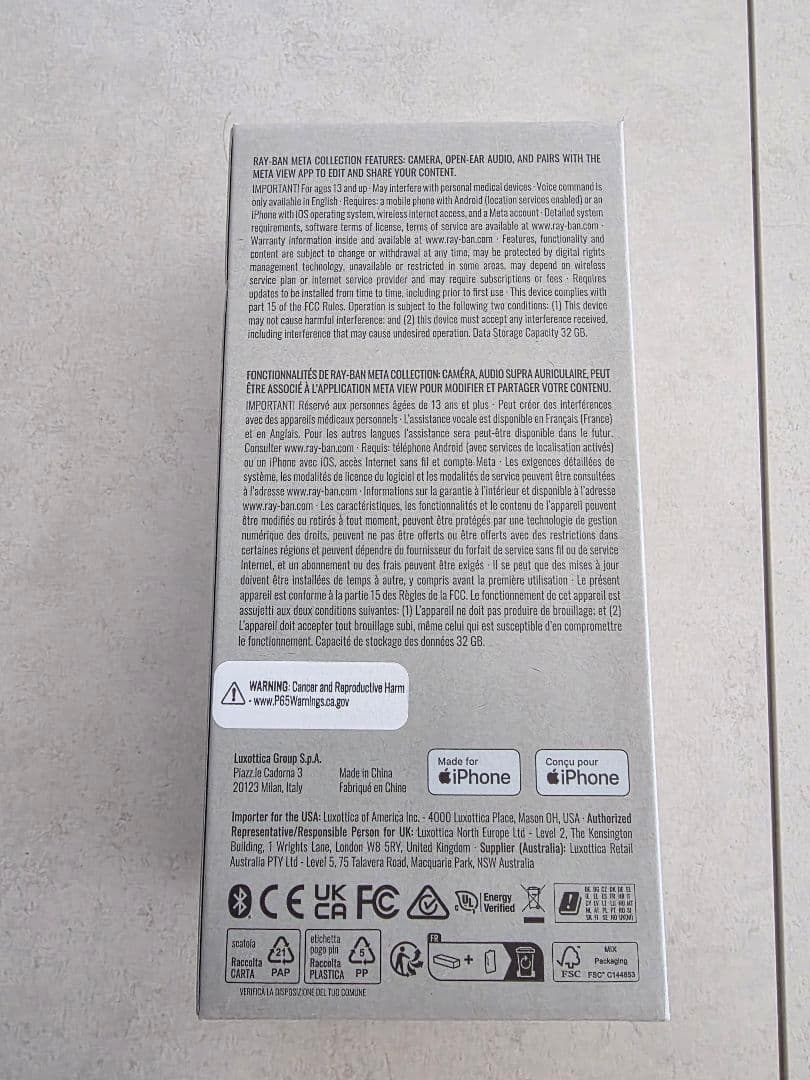 RAY-BAN META COLLECTION FEATURES: CAMERA, OPEN-EAR AUDIO, AND PAIRS WITH THE
META VIEW APP TO EDIT AND SHARE YOUR CONTENT.
IMPORTANT! For ages 13 and up · May interfere with personal medical devices · Voice command is
only available in English · Requires: a mobile phone with Android (location services enabled) or an
iPhone with iOS operating system, wireless internet access, and a Meta account · Detailed system
requirements, software terms of license, terms of service are available at www.ray-ban.com ·
Warranty information inside and available at www.ray-ban.com · Features, functionality and
content are subject to change or withdrawal at any time, may be protected by digital rights
management technology, unavailable or restricted in some areas, may depend on wireless
service plan or internet service provider and may require subscriptions or fees · Requires
updates to be installed from time to time, including prior to first use · This device complies with
part 15 of the FCC Rules. Operation is subject to the following two conditions: (1) This device
may not cause harmful interference; and (2) this device must accept any interference received,
including interference that may cause undesired operation. Data Storage Capacity 32 GB.
FONCTIONNALITÉS DE RAY-BAN META COLLECTION: CAMÉRA, AUDIO SUPRA AURICULAIRE, PEUT
ÊTRE ASSOCIÉ À L'APPLICATION META VIEW POUR MODIFIER ET PARTAGER VOTRE CONTENU.
IMPORTANT! Réservé aux personnes âgées de 13 ans et plus · Peut créer des interférences
avec des appareils médicaux personnels · L'assistance vocale est disponible en Français (France)
et en Anglais. Pour les autres langues l'assistance sera peut-être disponible dans le futur.
Consulter www.ray-ban.com · Requis: téléphone Android (avec services de localisation activés)
ou un iPhone avec iOS, accès Internet sans fil et compte Meta · Les exigences détaillées de
système, les modalités de licence du logiciel et les modalités de service peuvent être consultées
à l'adresse www.ray-ban.com · Informations sur la garantie à l'intérieur et disponible à l'adresse
www.ray-ban.com · Les caractéristiques, les fonctionnalités et le contenu de l'appareil peuvent
être modifiés ou retirés à tout moment, peuvent être protégés par une technologie de gestion
numérique des droits, peuvent ne pas être offerts ou être offerts avec des restrictions dans
certaines régions et peuvent dépendre du fournisseur du forfait de service sans fil ou de service
Internet, et un abonnement ou des frais peuvent être exigés · Il se peut que des mises à jour
doivent être installées de temps à autre, y compris avant la première utilisation · Le présent
appareil est conforme à la partie 15 des Règles de la FCC. Le fonctionnement de cet appareil est
assujetti aux deux conditions suivantes: (1) L'appareil ne doit pas produire de brouillage; et (2)
L'appareil doit accepter tout brouillage subi, même celui qui est susceptible d'en compromettre
le fonctionnement. Capacité de stockage des données 32 GB.
WARNING: Cancer and Reproductive Harm
- www.P65Warnings.ca.gov
Luxottica Group S.p.A.
Piazz.le Cadorna 3
20123 Milan, Italy
Made in China
Fabriqué en Chine
Made for
iPhone
Conçu pour
iPhone
Importer for the USA: Luxottica of America Inc. - 4000 Luxottica Place, Mason OH, USA · Authorized
Representative/Responsible Person for UK: Luxottica North Europe Ltd - Level 2, The Kensington
Building, 1 Wrights Lane, London W8 5RY, United Kingdom · Supplier (Australia): Luxottica Retail
Australia PTY Ltd - Level 5, 75 Talavera Road, Macquarie Park, NSW Australia
CE UK CA FC UL Energy Verified
scatola
Raccolta
CARTA
21
PAP
etichetta
pogo pin
Raccolta
PLASTICA
5
PP
FR
FSC
MIX
Packaging
FSC® C144853
VERIFICA LA DISPOSIZIONE DEL TUO COMUNE